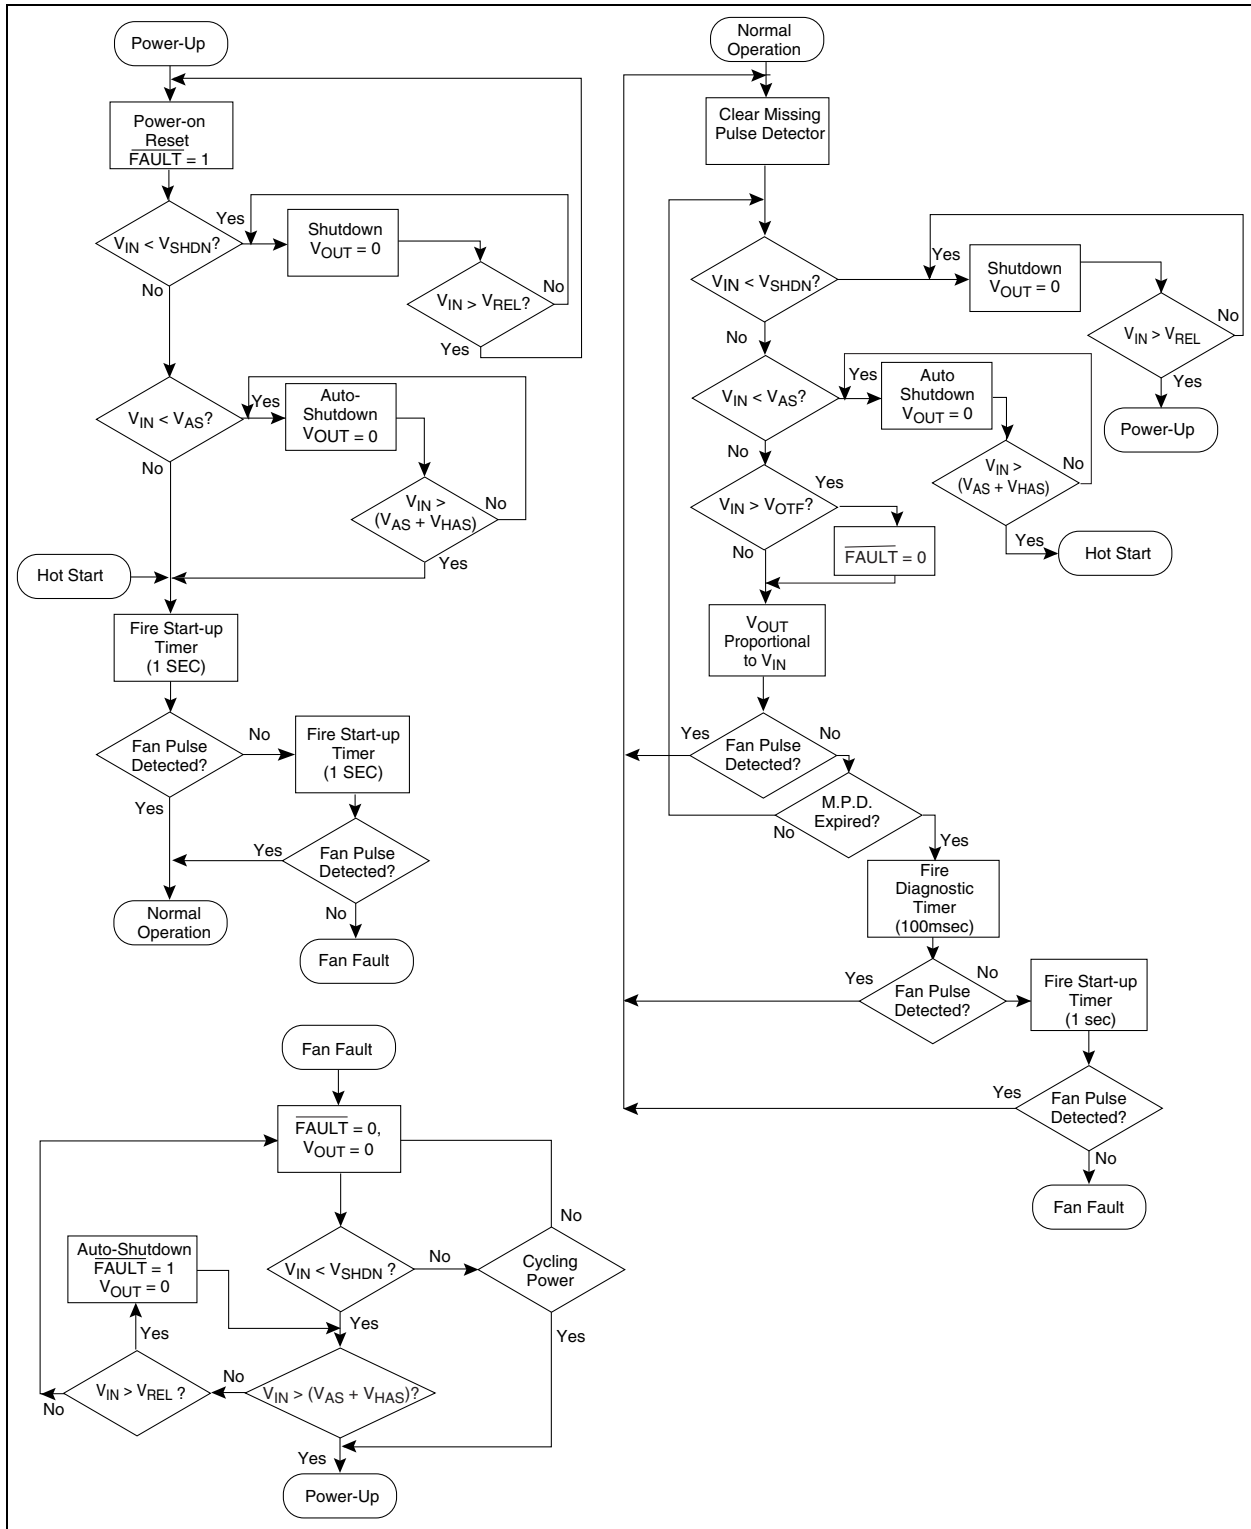 Power-Up
Power-on
Reset
FAULT = 1
VIN < VSHDN?
Yes
No
Shutdown
VOUT = 0
VIN > VREL?
No
Yes
VIN < VAS?
Yes
No
Auto-
Shutdown
VOUT = 0
VIN >
(VAS + VHAS)
No
Yes
Hot Start
Fire Start-up
Timer
(1 SEC)
Fan Pulse
Detected?
No
Yes
Fire Start-up
Timer
(1 SEC)
Fan Pulse
Detected?
Yes
No
Normal
Operation
Fan Fault
Fan Fault
FAULT = 0,
VOUT = 0
VIN < VSHDN ?
No
Yes
Cycling
Power
No
Yes
Auto-Shutdown
FAULT = 1
VOUT = 0
Yes
VIN > VREL ?
No
No
VIN > (VAS + VHAS)?
Yes
Power-Up
Normal
Operation
Clear Missing
Pulse Detector
VIN < VSHDN?
Yes
No
Shutdown
VOUT = 0
VIN > VREL
No
Yes
Power-Up
VIN < VAS?
Yes
No
Auto
Shutdown
VOUT = 0
VIN >
(VAS + VHAS)
No
Yes
Hot Start
VIN > VOTF?
Yes
No
FAULT = 0
VOUT
Proportional
to VIN
Fan Pulse
Detected?
Yes
No
M.P.D.
Expired?
No
Yes
Fire
Diagnostic
Timer
(100msec)
Fan Pulse
Detected?
Yes
No
Fire Start-up
Timer
(1 sec)
Fan Pulse
Detected?
Yes
No
Fan Fault